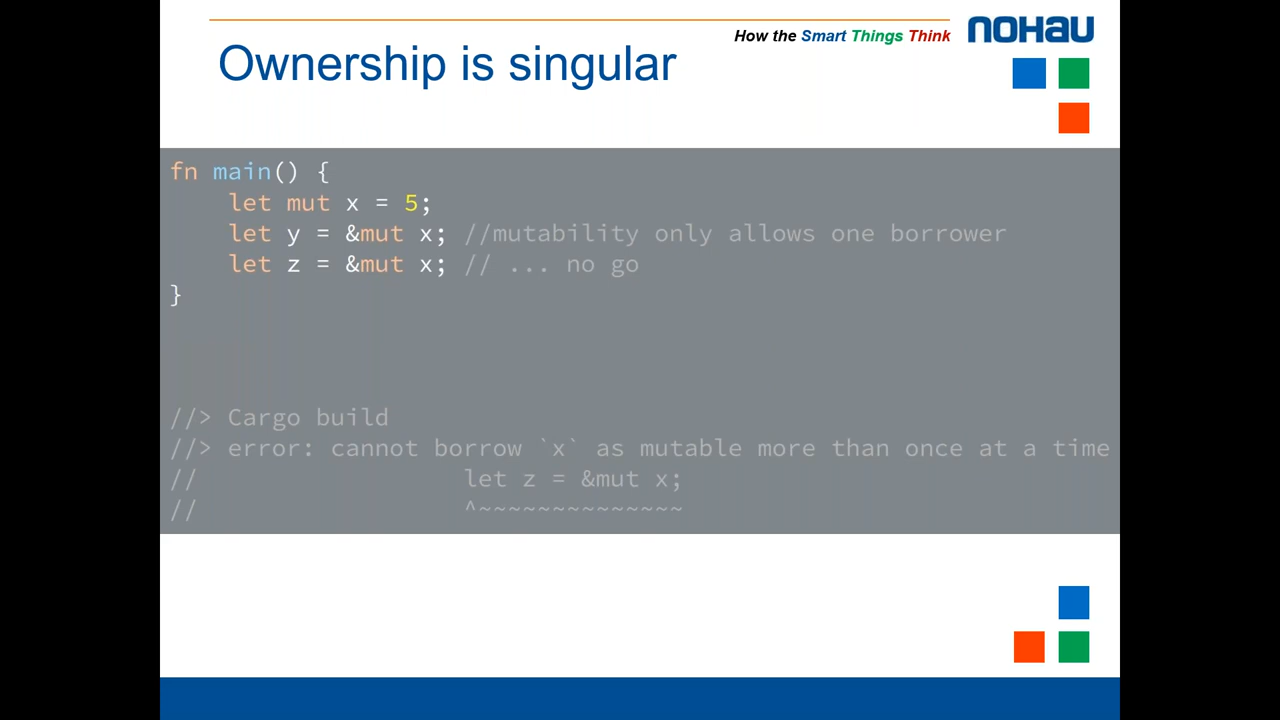 How the Smart Things Think nohau
Ownership is singular
fn main() {
    let mut x = 5;
    let y = &mut x; //mutability only allows one borrower
    let z = &mut x; // ... no go
}
//> Cargo build
//> error: cannot borrow `x` as mutable more than once at a time
//                  let z = &mut x;
//                  ^~~~~~~~~~~~~~~